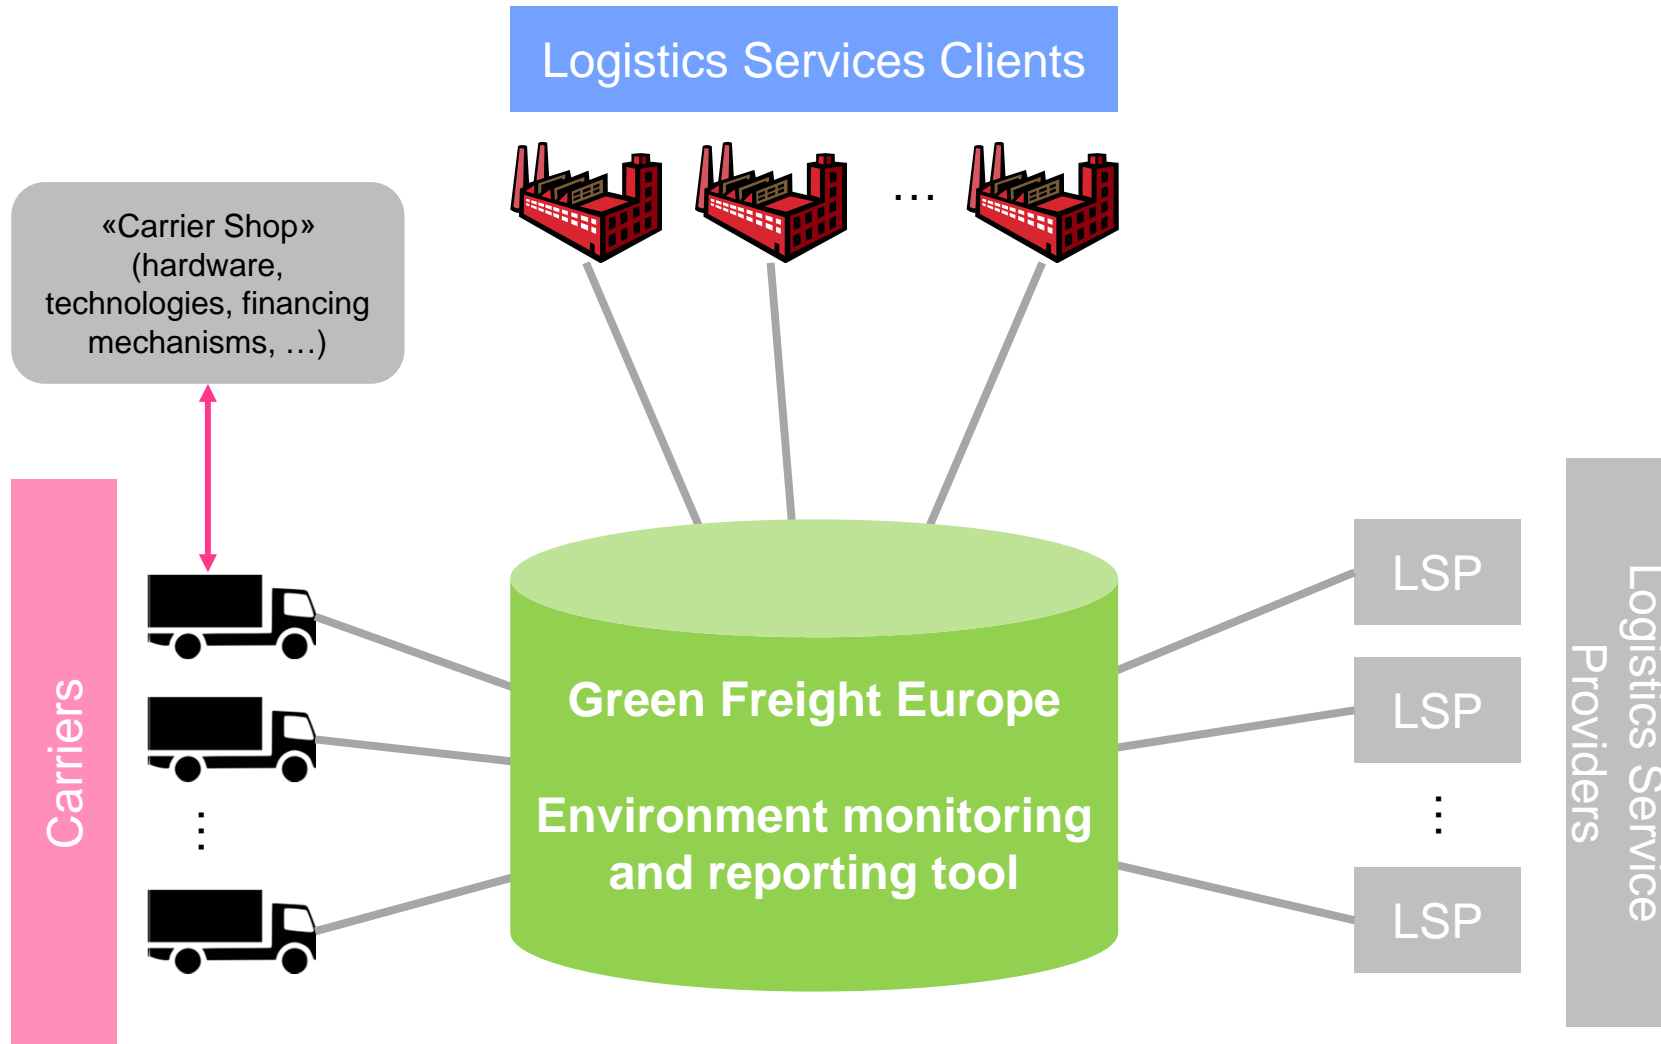 Logistics Services Clients
…
«Carrier Shop»
(hardware,
technologies, financing
mechanisms, …)
Carriers
…
Green Freight Europe
Environment monitoring
and reporting tool
LSP
LSP
…
LSP
Logistics Service
Providers